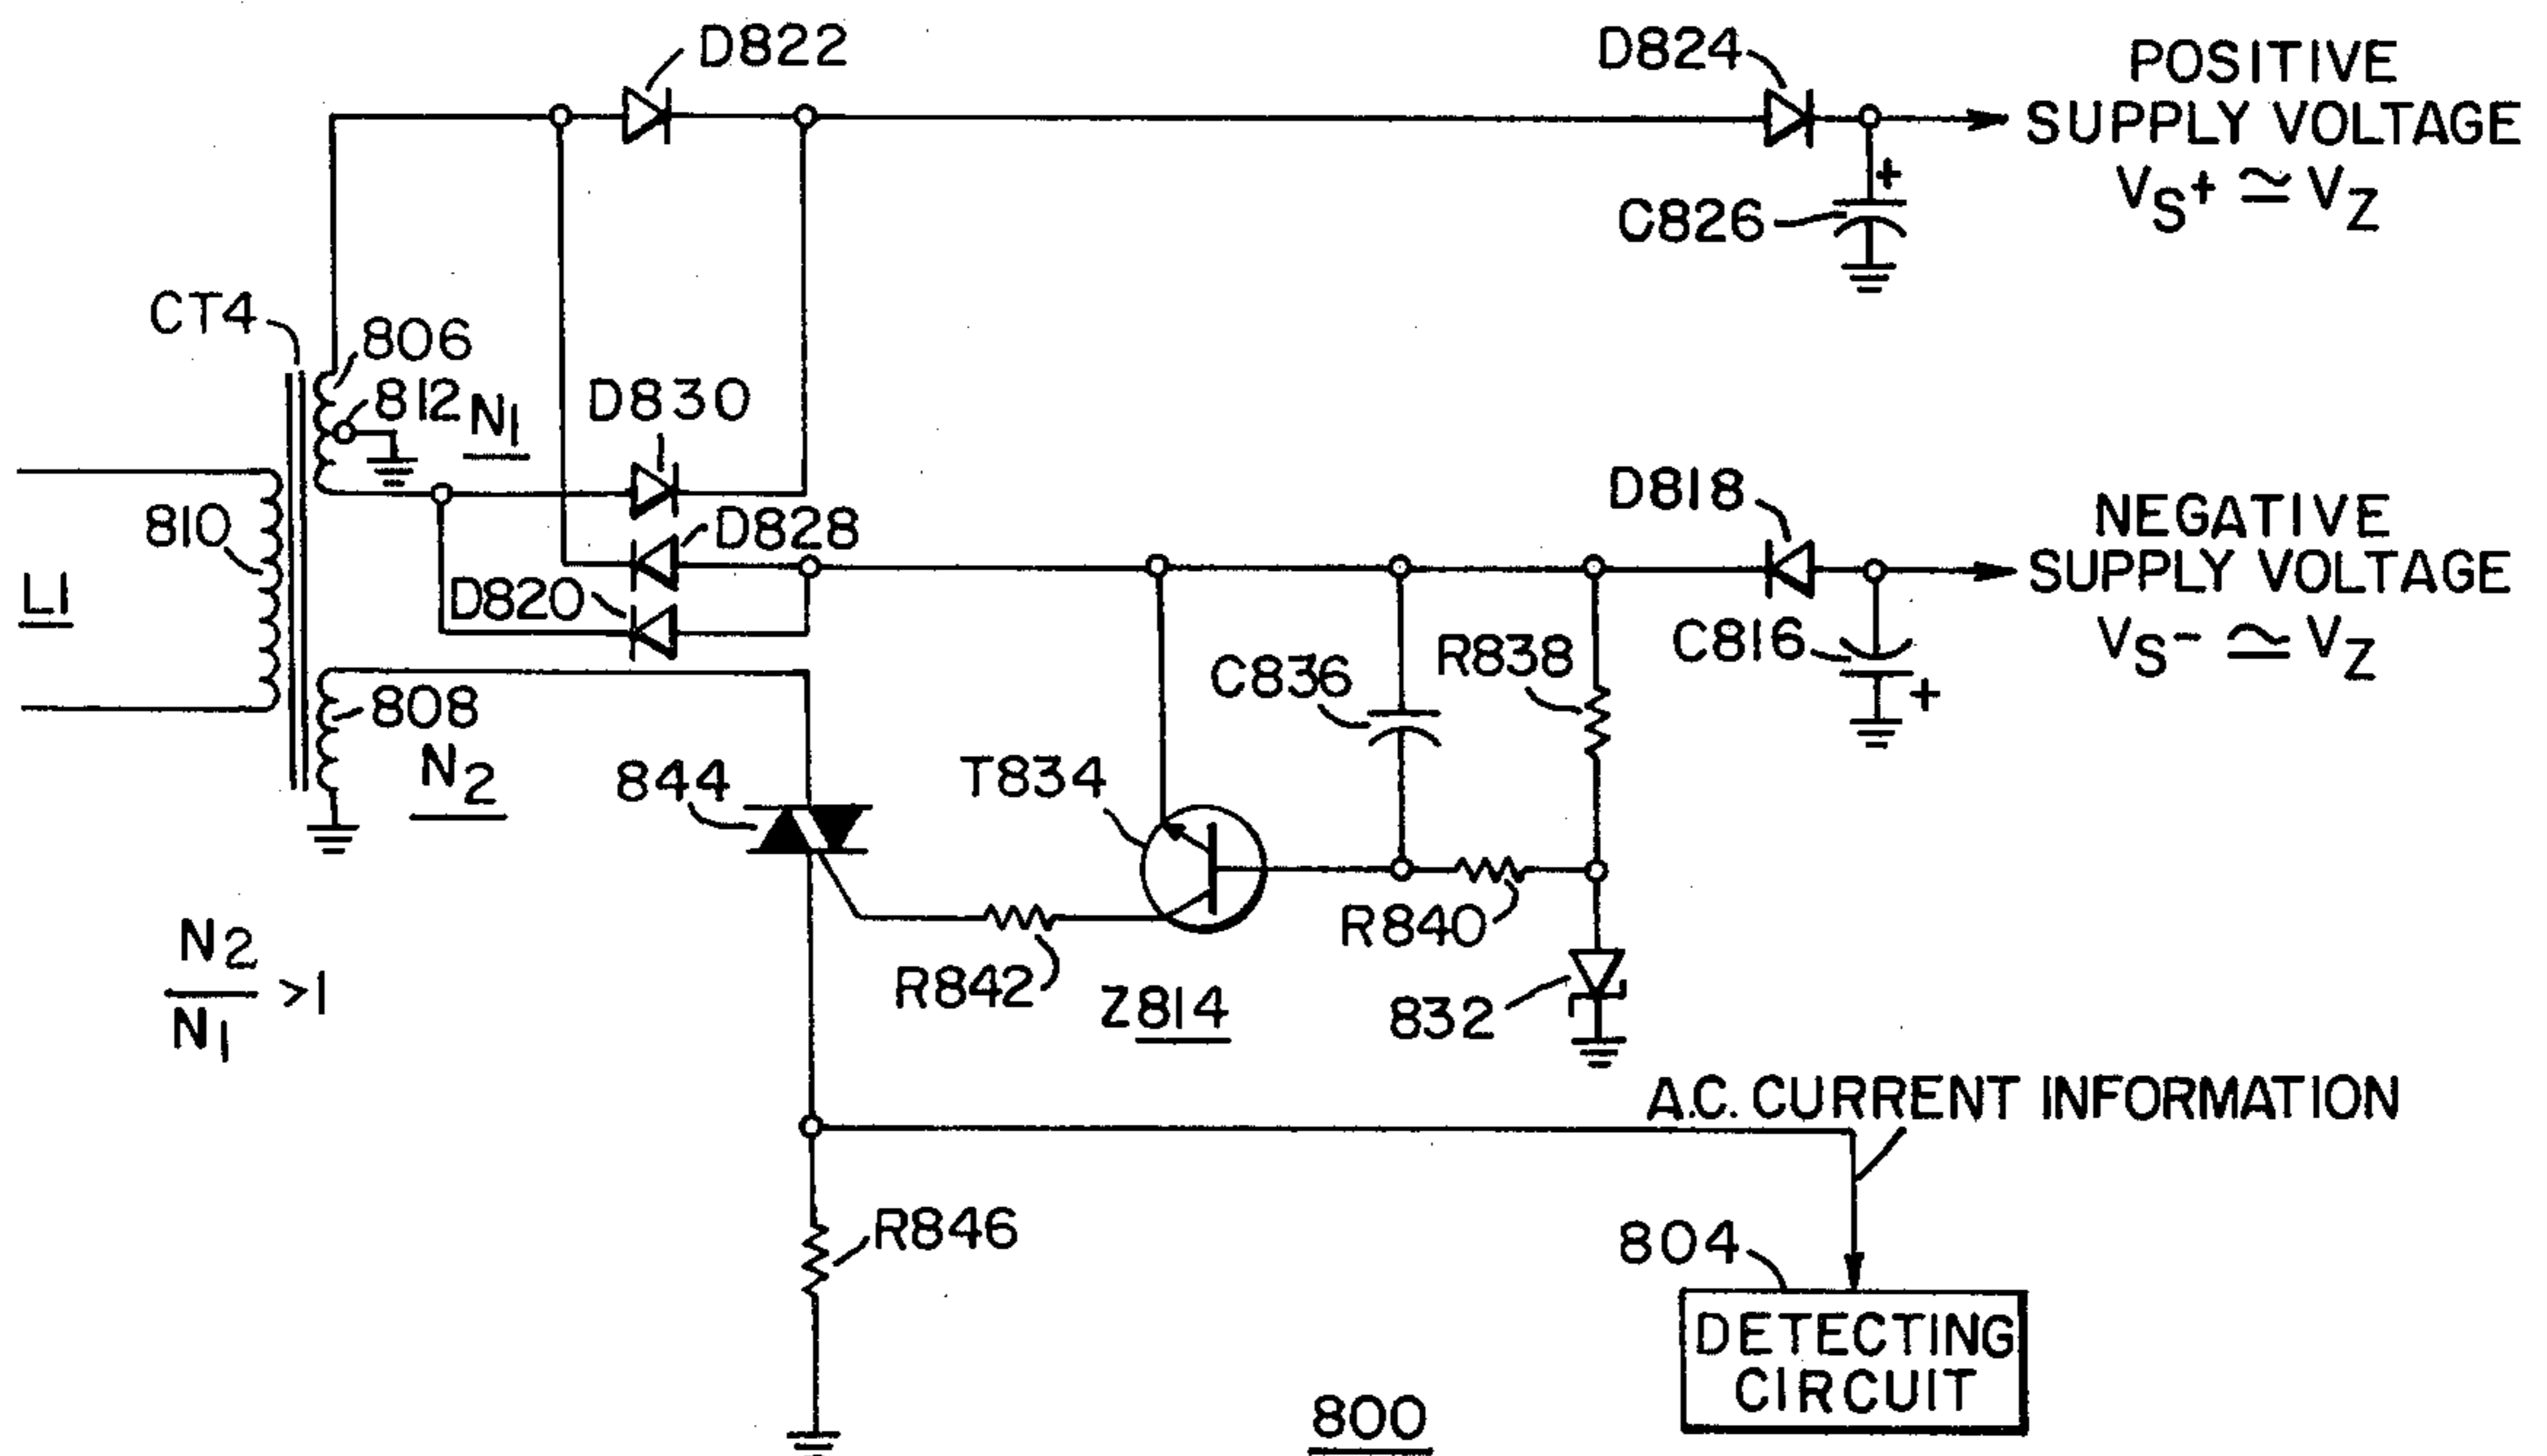 D822
D824
POSITIVE
SUPPLY VOLTAGE
VS+ ≃ VZ
C826
+
CT4
806
812
N1
D830
D828
D820
810
L1
808
N2
D818
NEGATIVE
SUPPLY VOLTAGE
VS- ≃ VZ
C816
+
R838
C836
T834
844
R842
Z814
R840
832
N2
N1
>1
A.C. CURRENT INFORMATION
R846
804
DETECTING
CIRCUIT
800